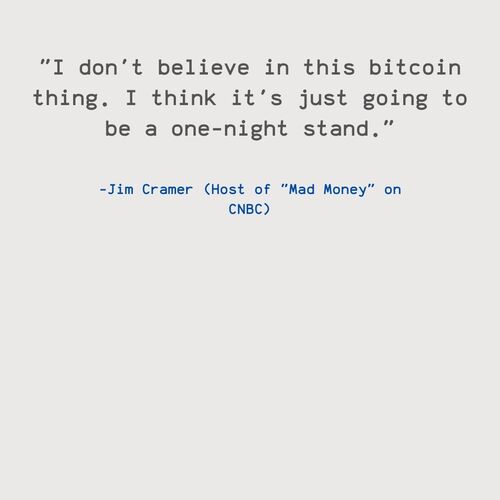 "I don't believe in this bitcoin
thing. I think it's just going to
be a one-night stand."
-Jim Cramer (Host of "Mad Money" on
CNBC)